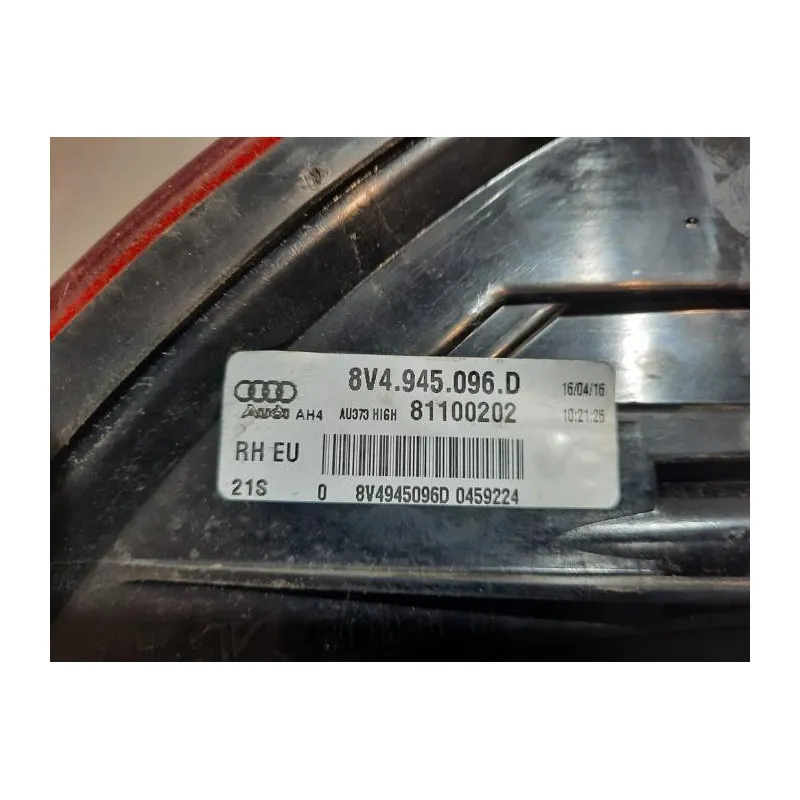 8V4.945.096.D 16/04/16
Audi AH4 AU373 HIGH 81100202 10:21:26
RH EU
21S 0 8V4945096D 0459224